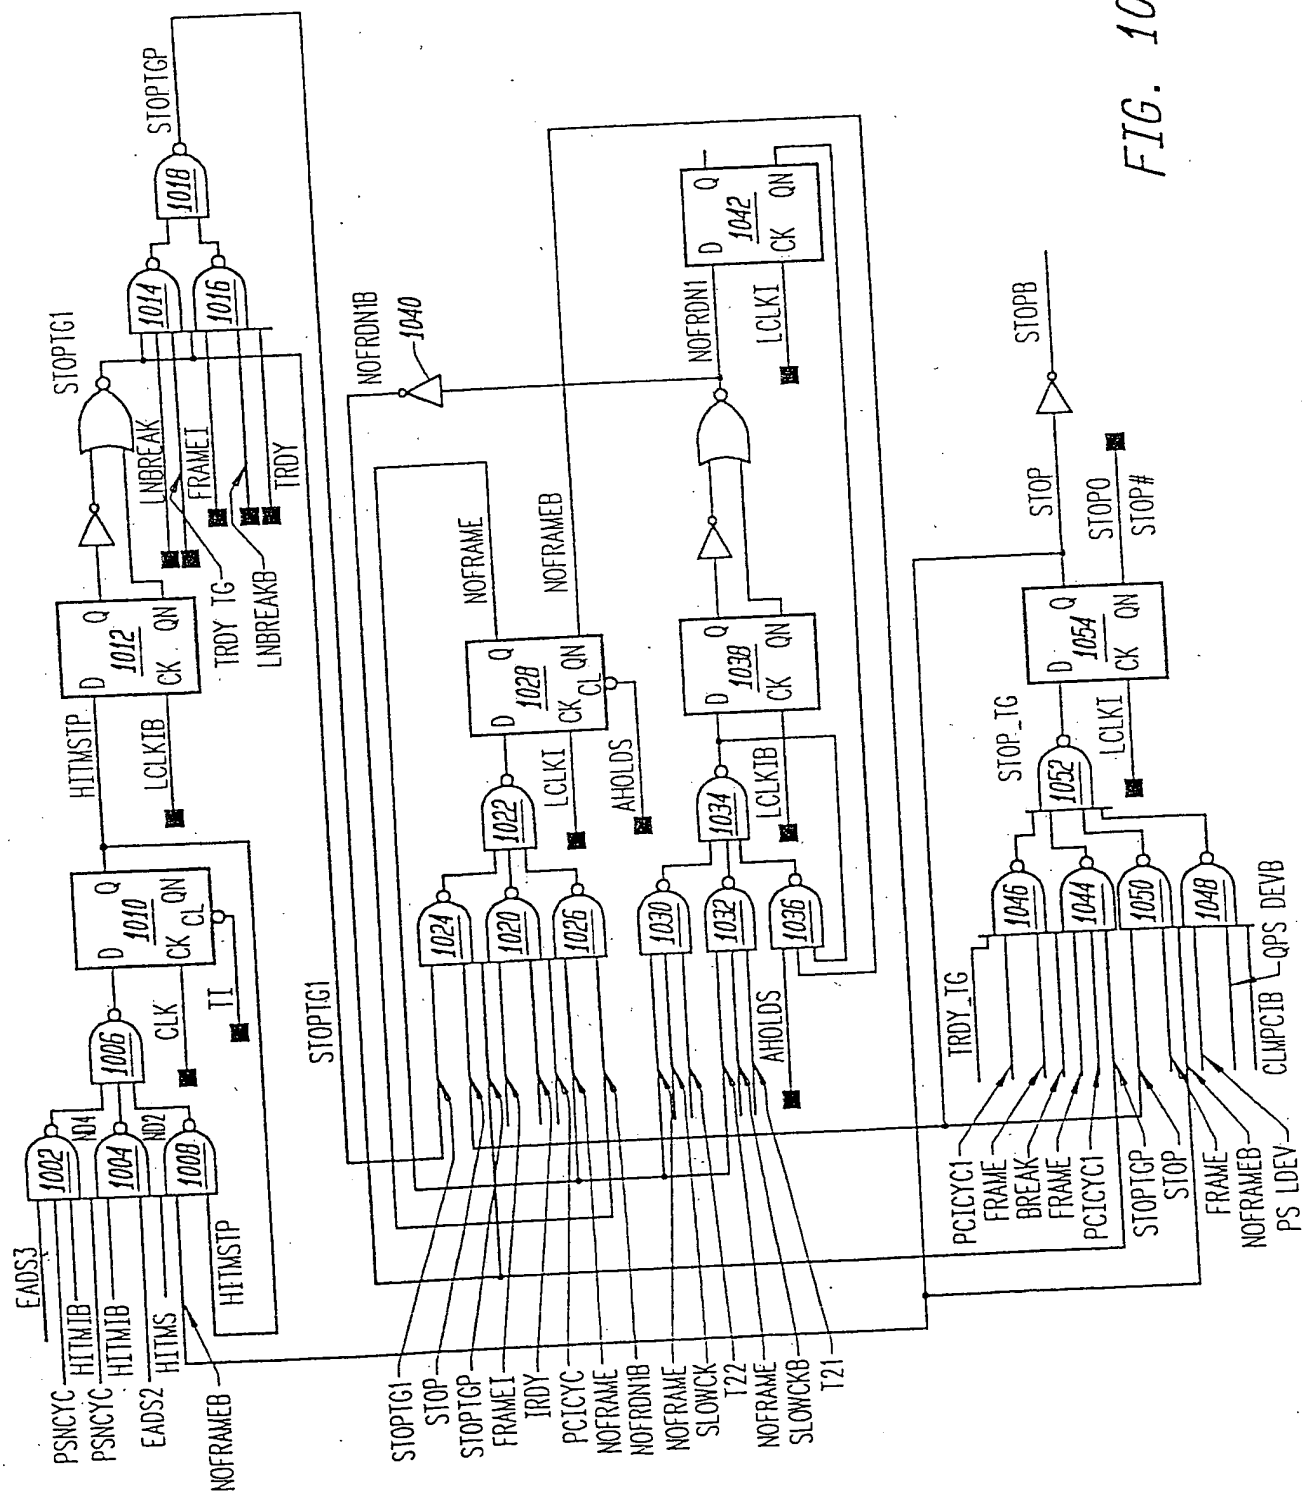 EADS3
PSNCYC
HITMIB
PSNCYC
HITMIB
EADS2
HITMS
NOFRAMEB
HITMSTP
1002
1004
1008
ND4
ND2
1006
CLK
TI
D
Q
1010
CK
QN
CL
HITMSTP
LCLKIB
D
Q
1012
CK
QN
STOPTG1
LNBREAK
FRAMEI
TRDY TG
LNBREAKB
TRDY
1014
1016
1018
STOPTGP
STOPTG1
STOPTG1
STOP
STOPTGP
FRAMEI
IRDY
PCICYC
NOFRAME
NOFRDN1B
NOFRAME
SLOWCK
T22
NOFRAME
SLOWCKB
T21
1024
1020
1026
1022
LCLKI
AHOLDS
D
Q
1028
CK
QN
CL
NOFRAME
NOFRAMEB
NOFRDN1B
1040
1030
1032
1036
AHOLDS
1034
LCLKIB
D
Q
1038
CK
QN
NOFRDN1
LCLKI
D
Q
1042
CK
QN
TRDY_TG
PCICYC1
FRAME
BREAK
FRAME
PCICYC1
STOPTGP
STOP
FRAME
NOFRAMEB
PS LDEV
CLMPCIB
QPS DEVB
1046
1044
1050
1048
1052
STOP_TG
LCLKI
D
Q
1054
CK
QN
STOP
STOPO
STOP#
STOPB
FIG. 10